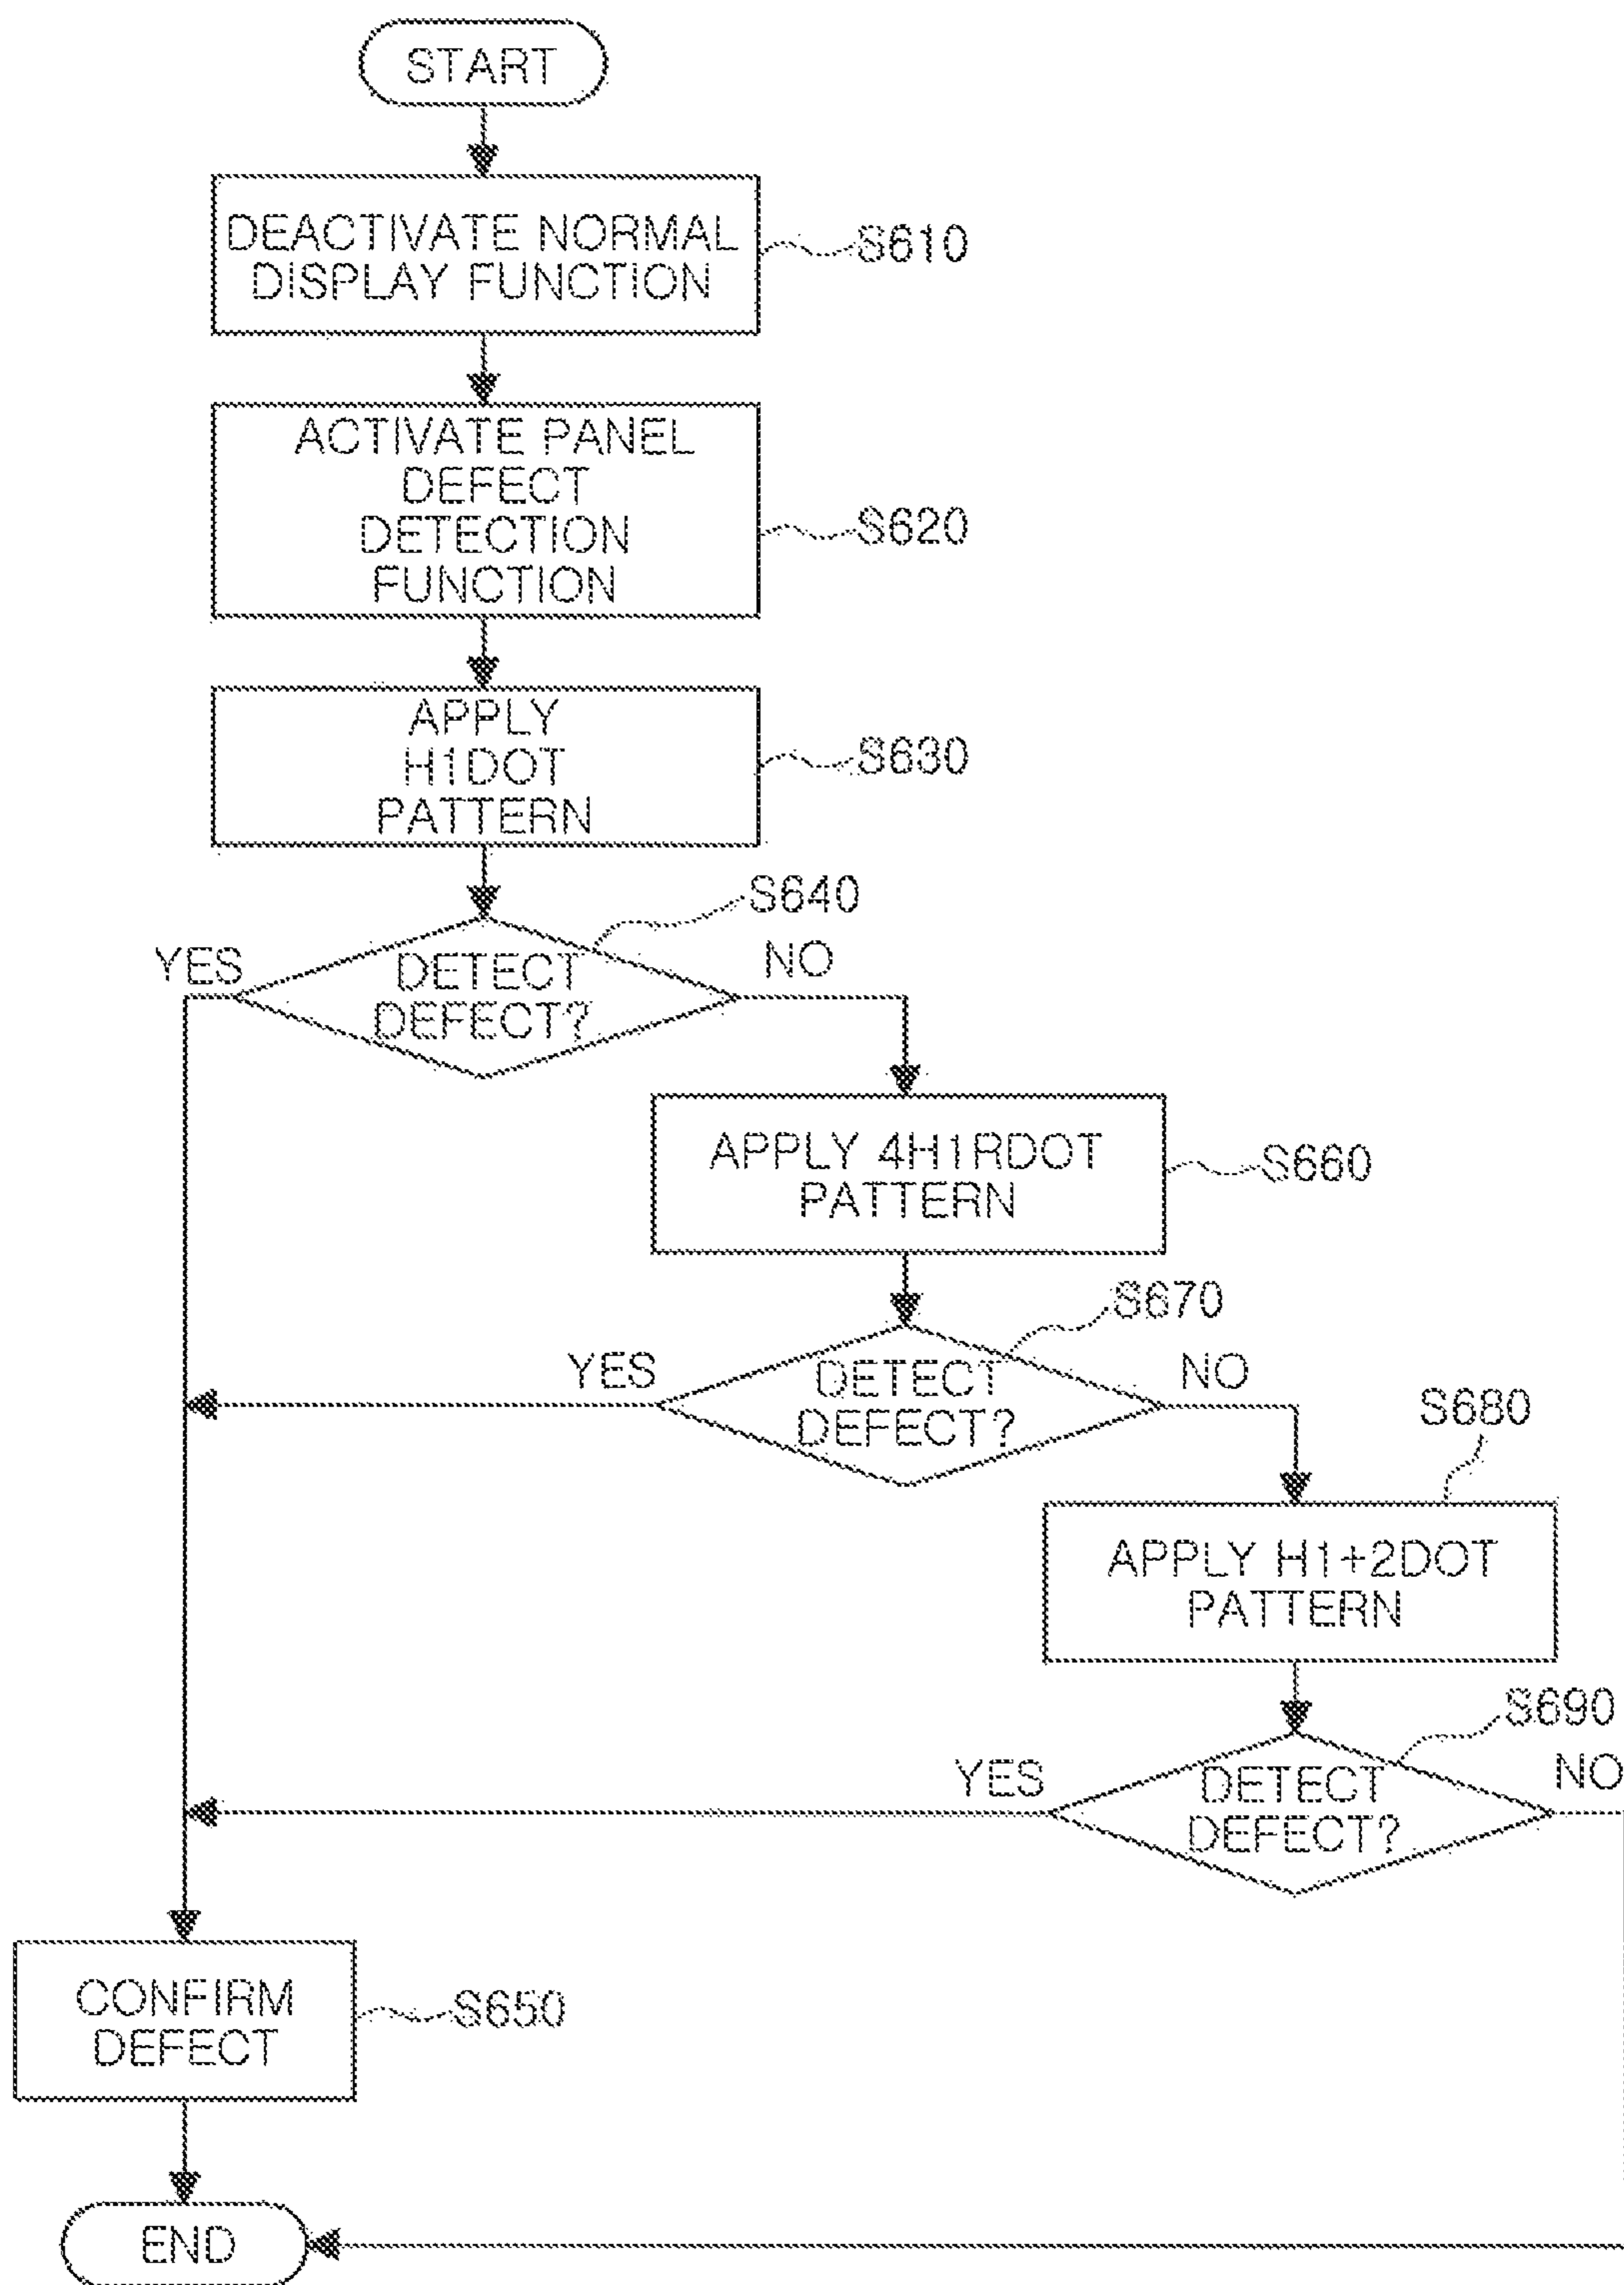 START
DEACTIVATE NORMAL
DISPLAY FUNCTION
S610
ACTIVATE PANEL
DEFECT
DETECTION
FUNCTION
S620
APPLY
H1DOT
PATTERN
S630
S640
YES
DETECT
DEFECT?
NO
APPLY 4H1RDOT
PATTERN
S660
S670
YES
DETECT
DEFECT?
NO
S680
APPLY H1+2DOT
PATTERN
S690
YES
DETECT
DEFECT?
NO
CONFIRM
DEFECT
S650
END